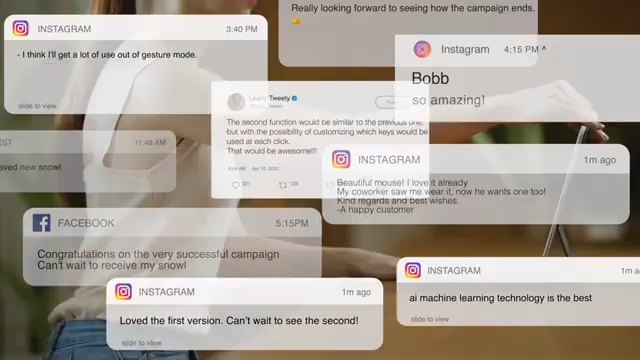 Really looking forward to seeing how the campaign ends.
INSTAGRAM 3:40 PM
- I think I'll get a lot of use out of gesture mode.
slide to view
Instagram 4:15 PM ^
Bobb
so amazing!
Tweety
The second function would be similar to the previous one,
but with the possibility of customizing which keys would be
used at each click.
That would be awesome!!!
EST 11:48 AM
aved new snowl
INSTAGRAM 1m ago
Beautiful mouse! I love it already
My coworker saw me wear it, now he wants one too!
Kind regards and best wishes.
-A happy customer
FACEBOOK 5:15PM
Congratulations on the very successful campaign
Can't wait to receive my snowl
INSTAGRAM 1m a
ai machine learning technology is the best
slide to view
INSTAGRAM 1m ago
Loved the first version. Can't wait to see the second!
slide to view